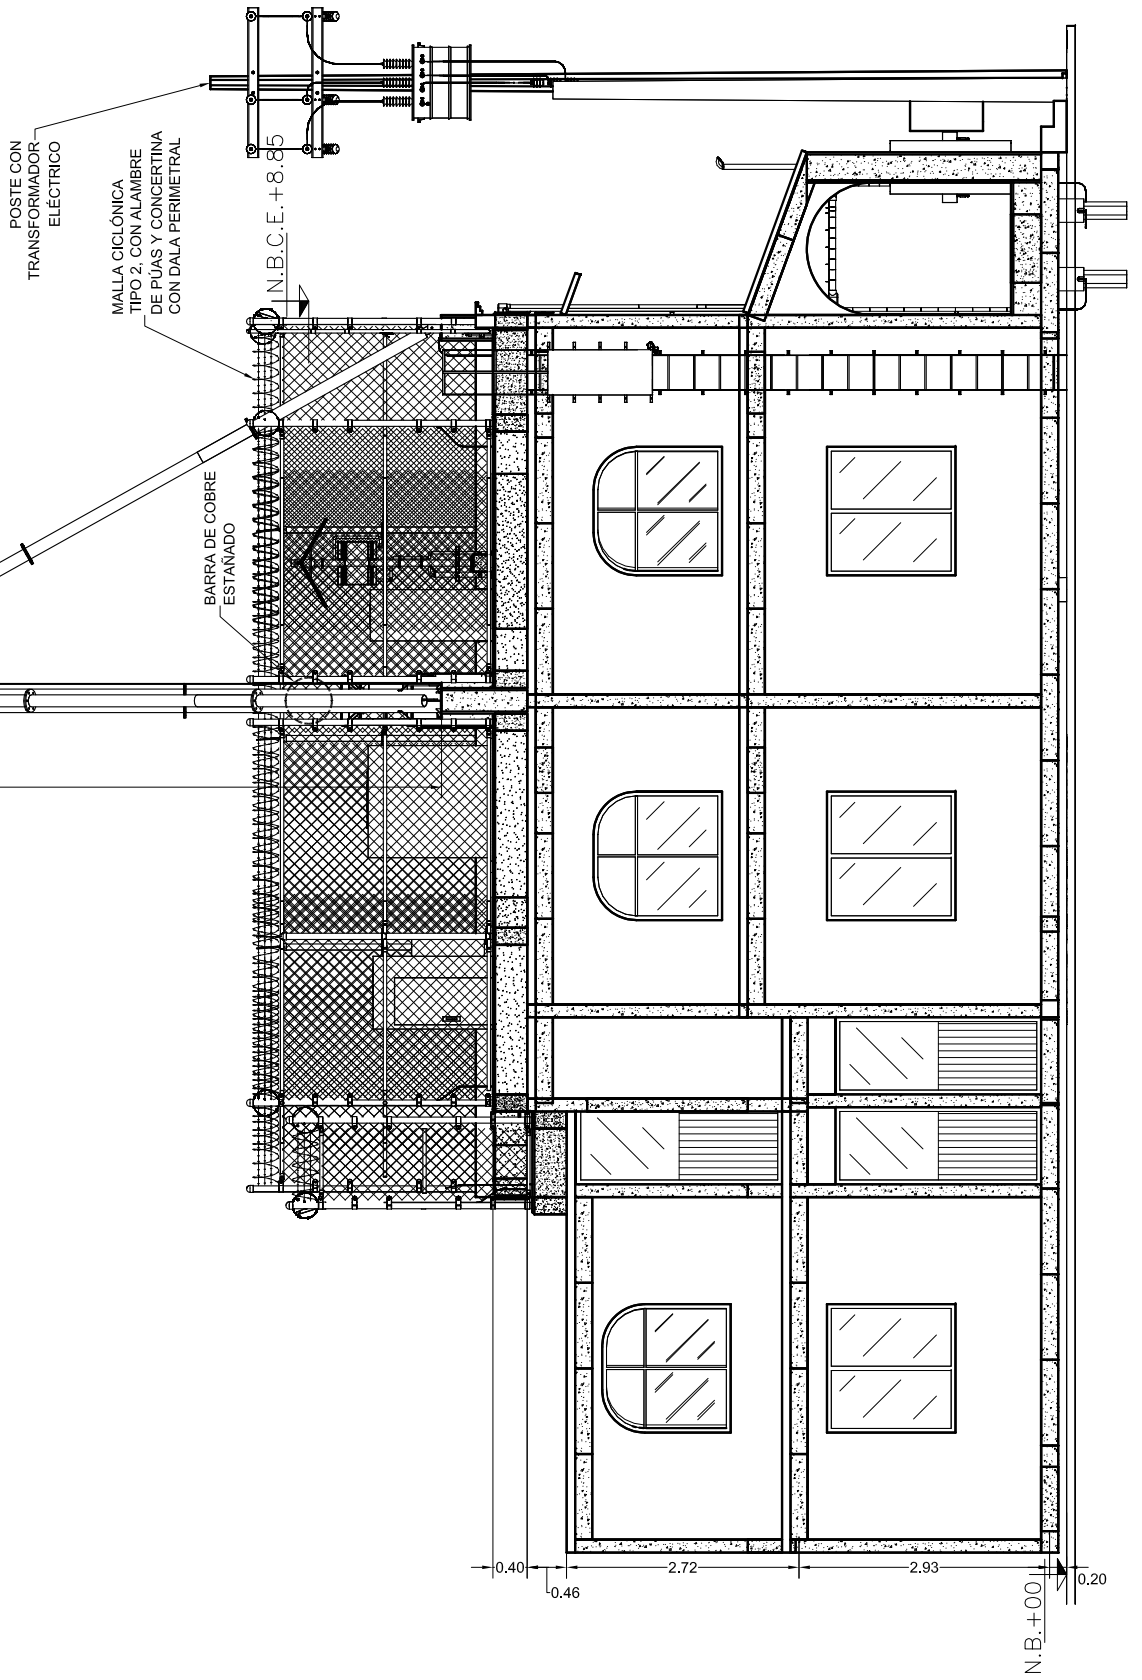 POSTE CON
TRANSFORMADOR
ELÉCTRICO
MALLA CICLÓNICA
TIPO 2, CON ALAMBRE
DE PÚAS Y CONCERTINA
CON DALA PERIMETRAL
N.B.C.E.+8.85
BARRA DE COBRE
ESTAÑADO
0.40
0.46
2.72
2.93
0.20
N.B.+00